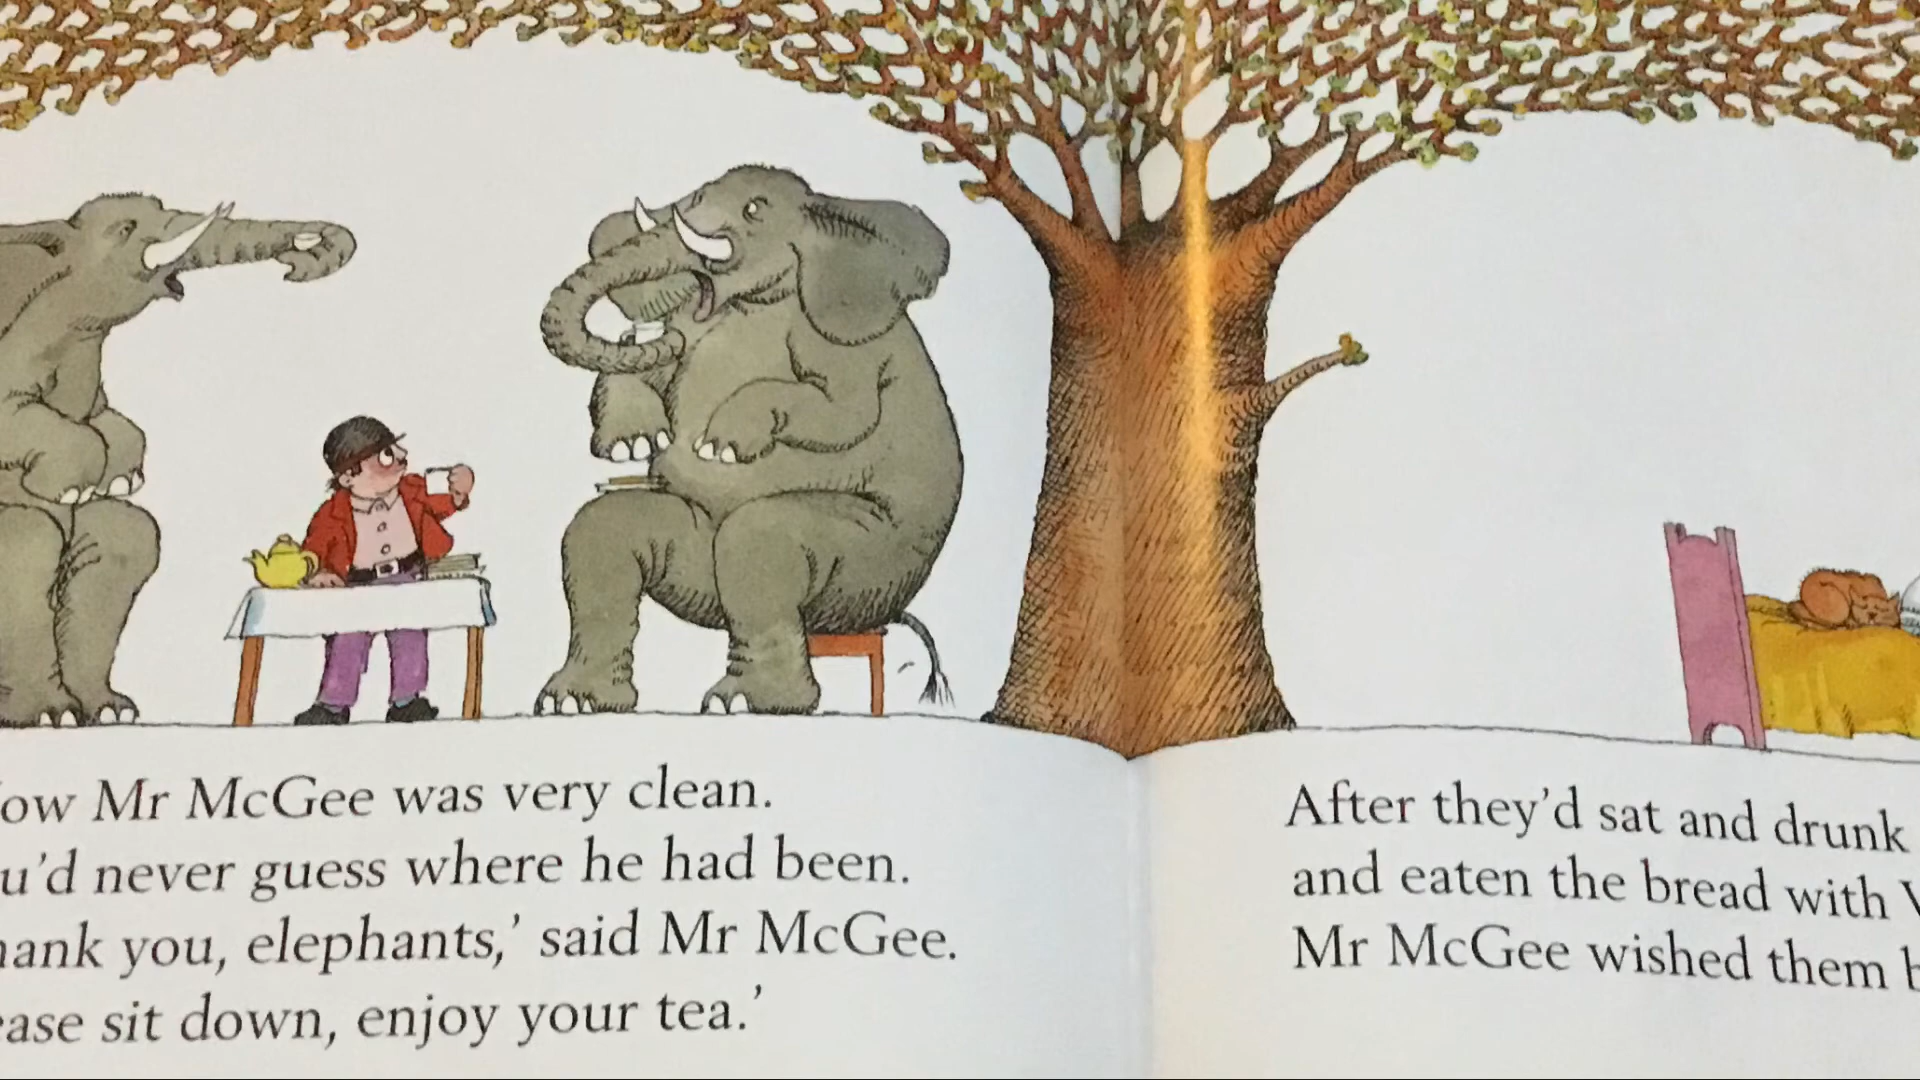 ow Mr McGee was very clean.
u'd never guess where he had been.
hank you, elephants,' said Mr McGee.
ease sit down, enjoy your tea.'
After they'd sat and drunk
and eaten the bread with
Mr McGee wished them